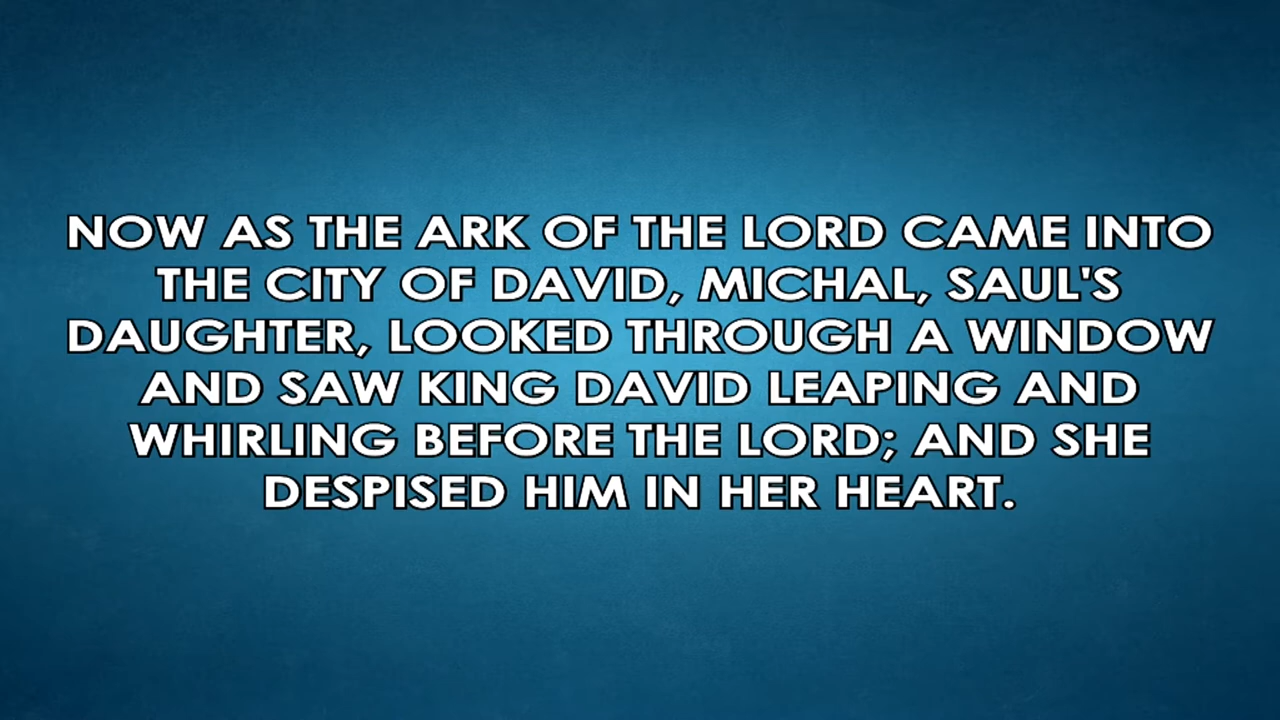 NOW AS THE ARK OF THE LORD CAME INTO
THE CITY OF DAVID, MICHAL, SAUL'S
DAUGHTER, LOOKED THROUGH A WINDOW
AND SAW KING DAVID LEAPING AND
WHIRLING BEFORE THE LORD; AND SHE
DESPISED HIM IN HER HEART.